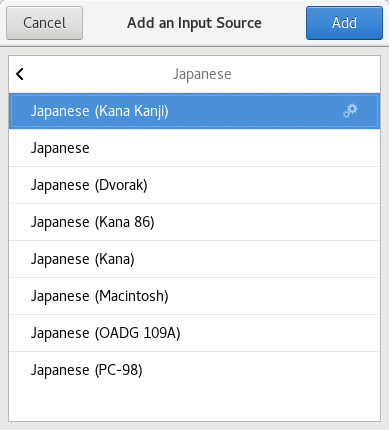 Cancel Add an Input Source Add
Japanese
Japanese (Kana Kanji)
Japanese
Japanese (Dvorak)
Japanese (Kana 86)
Japanese (Kana)
Japanese (Macintosh)
Japanese (OADG 109A)
Japanese (PC-98)